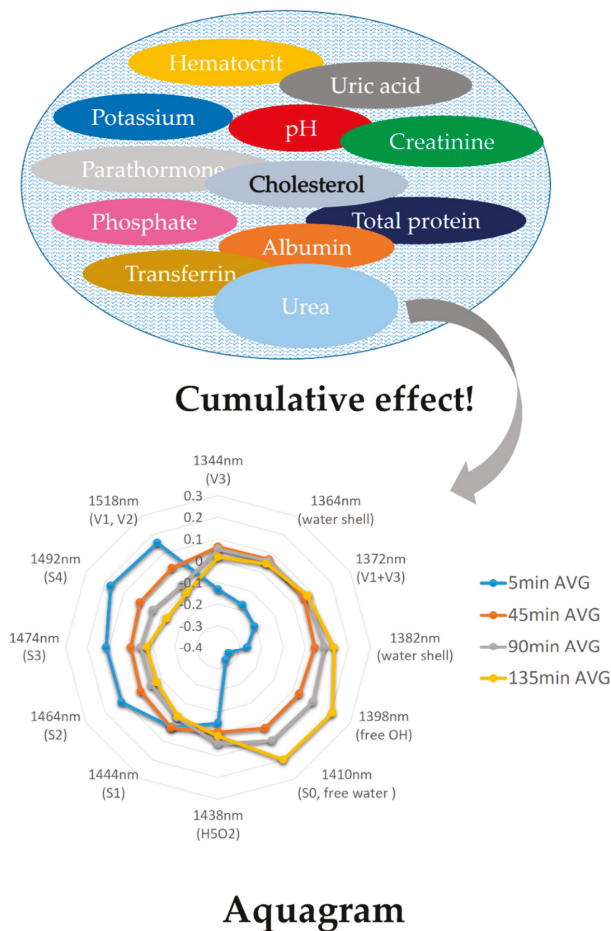 Hematocrit
Uric acid
Potassium
pH
Creatinine
Parathormone
Cholesterol
Phosphate
Total protein
Albumin
Transferrin
Urea
Cumulative effect!
1344nm
(V3)
1364nm
(water shell)
1372nm
(V1+V3)
1382nm
(water shell)
1398nm
(free OH)
1410nm
(S0, free water )
1438nm
(H5O2)
1444nm
(S1)
1464nm
(S2)
1474nm
(S3)
1492nm
(S4)
1518nm
(V1, V2)
0.3
0.2
0.1
0
-0.1
-0.2
-0.3
-0.4
5min AVG
45min AVG
90min AVG
135min AVG
Aquagram